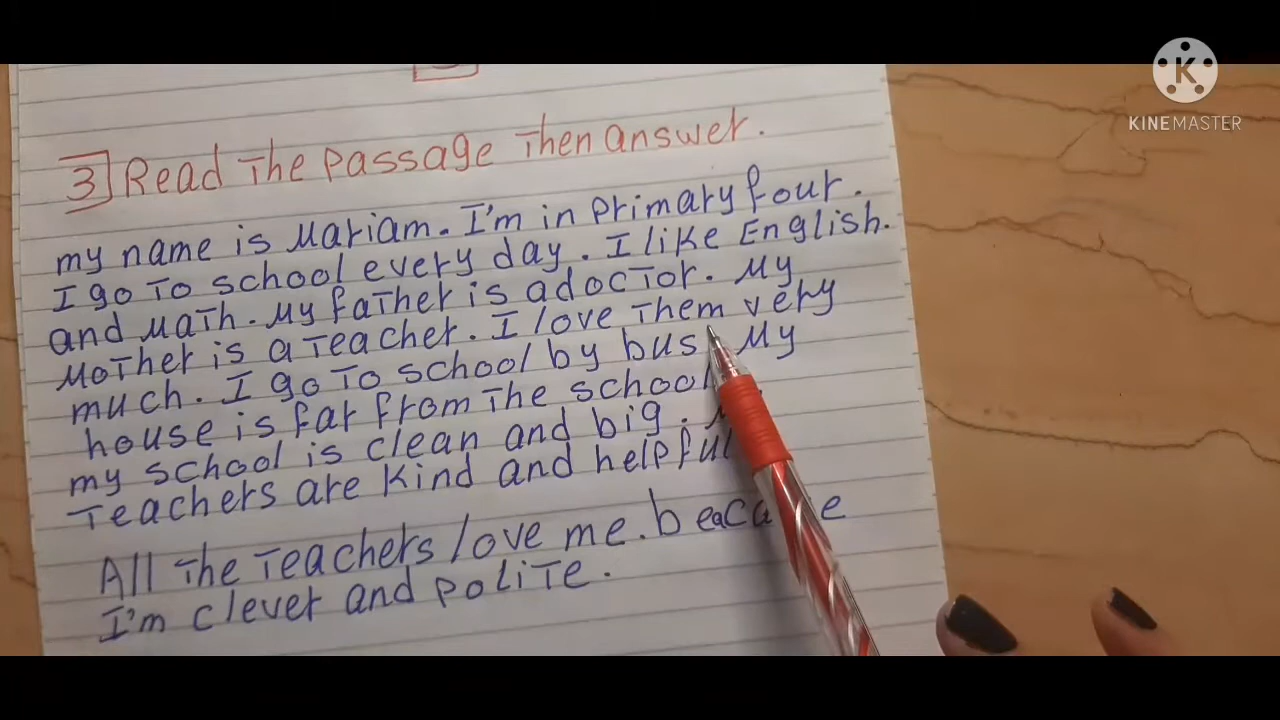 KINEMASTER
3 Read The passage Then answer.
my name is Mariam. I'm in primary four.
I go To school every day. I like English.
and Math. My father is a doctor. My
Mother is a Teacher. I love Them very
much. I go To school by bus My
house is far from The school
my school is clean and big.
Teachers are kind and helpful
All The Teachers love me.
I'm clever and polite.